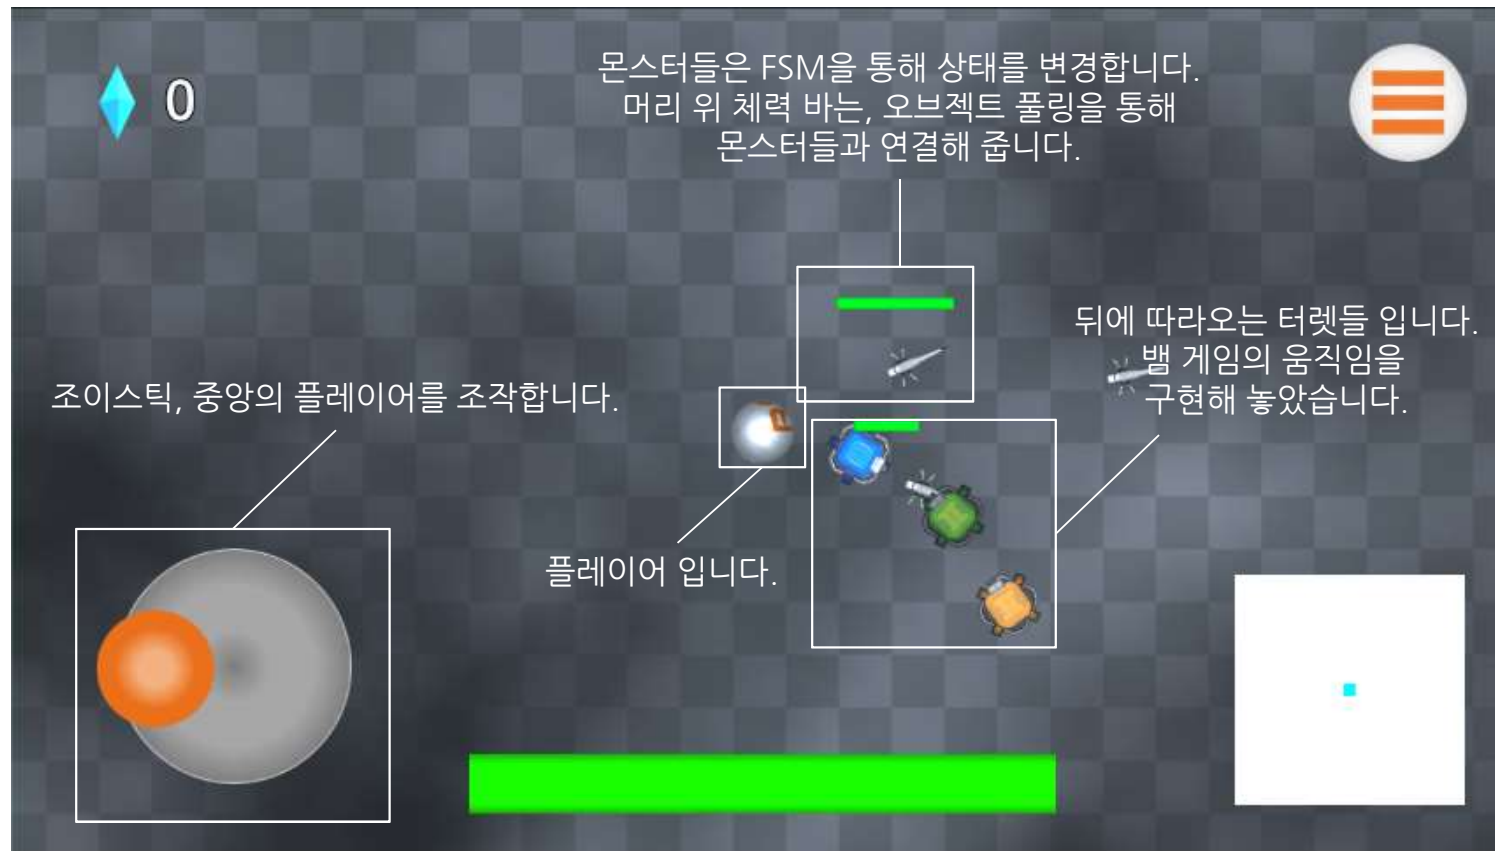 몬스터들은 FSM을 통해 상태를 변경합니다.
머리 위 체력 바는, 오브젝트 풀링을 통해
몬스터들과 연결해 줍니다.
0
뒤에 따라오는 터렛들 입니다.
뱀 게임의 움직임을
구현해 놓았습니다.
조이스틱, 중앙의 플레이어를 조작합니다.
플레이어 입니다.